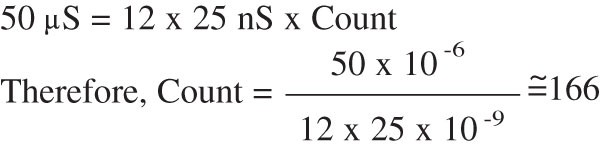 50 µS = 12 x 25 nS x Count
Therefore, Count = 50 x 10^-6 / 12 x 25 x 10^-9 ≅166